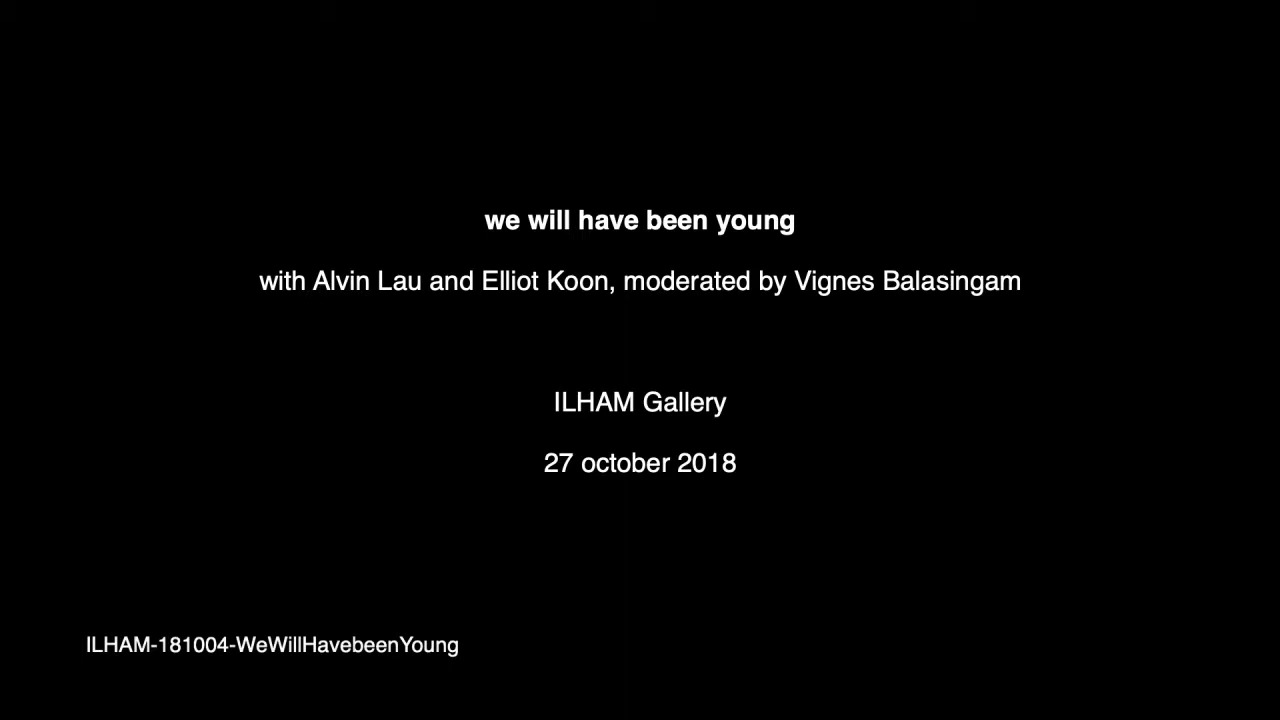 we will have been young
with Alvin Lau and Elliot Koon, moderated by Vignes Balasingam
ILHAM Gallery
27 october 2018
ILHAM-181004-WeWillHavebeenYoung